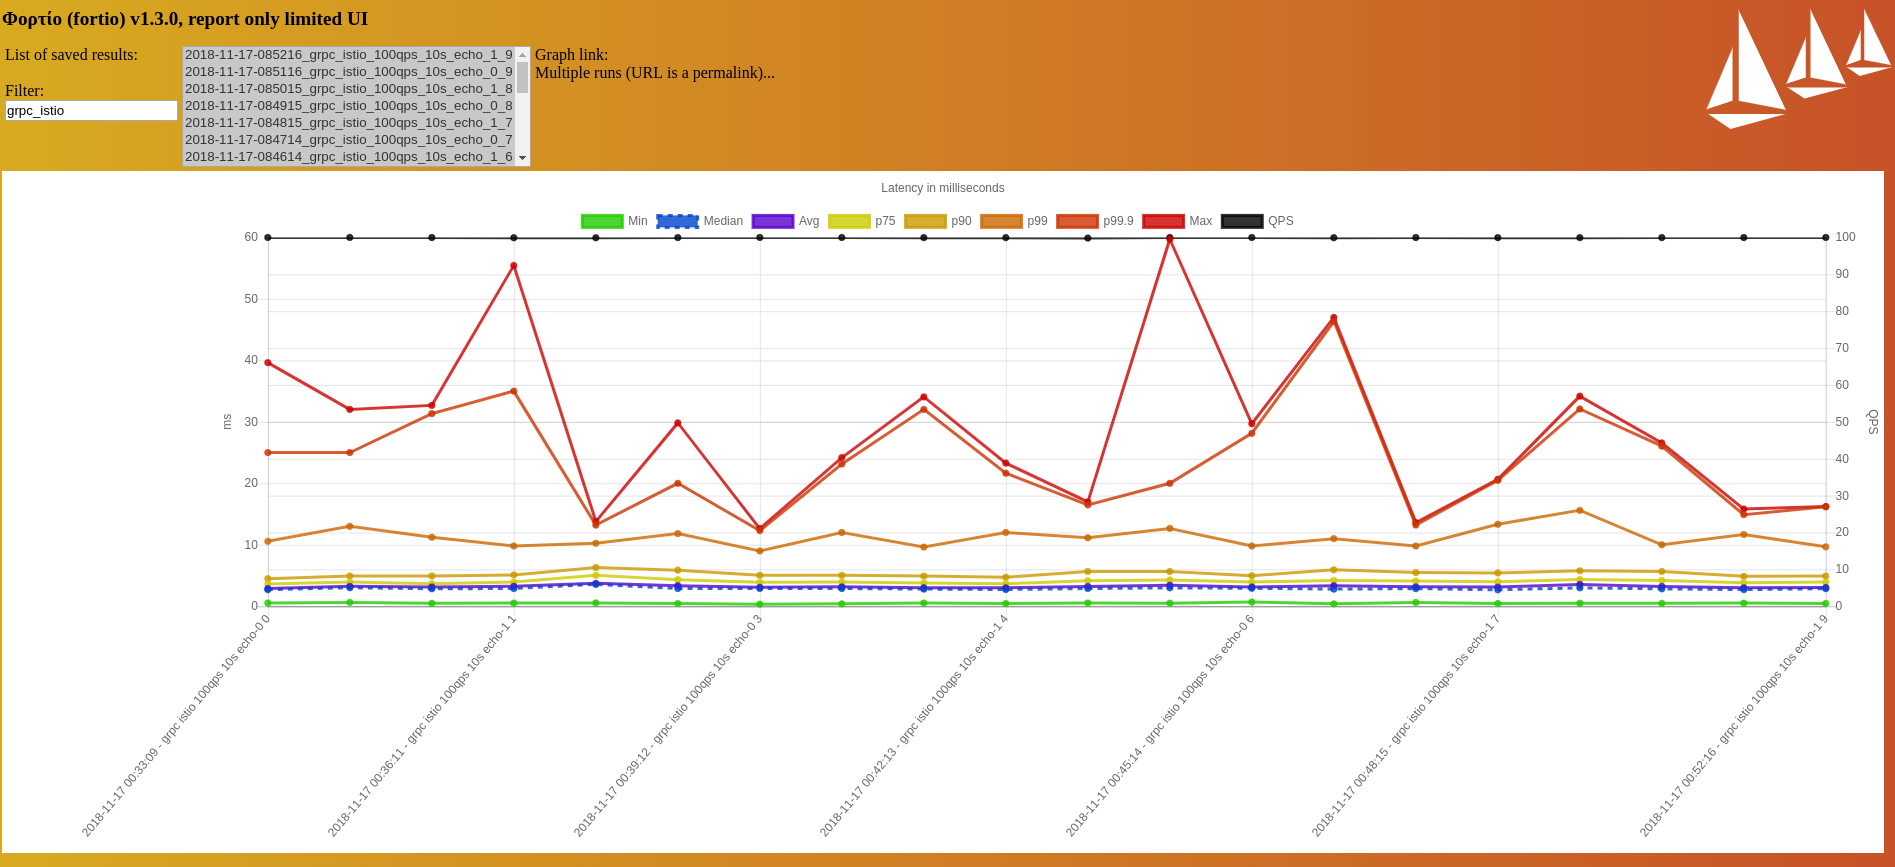 Φορτίο (fortio) v1.3.0, report only limited UI
List of saved results:
Filter:
grpc_istio
2018-11-17-085216_grpc_istio_100qps_10s_echo_1_9
2018-11-17-085116_grpc_istio_100qps_10s_echo_0_9
2018-11-17-085015_grpc_istio_100qps_10s_echo_1_8
2018-11-17-084915_grpc_istio_100qps_10s_echo_0_8
2018-11-17-084815_grpc_istio_100qps_10s_echo_1_7
2018-11-17-084714_grpc_istio_100qps_10s_echo_0_7
2018-11-17-084614_grpc_istio_100qps_10s_echo_1_6
Graph link:
Multiple runs (URL is a permalink)...
Latency in milliseconds
Min Median Avg p75 p90 p99 p99.9 Max QPS
60
50
40
30
20
10
0
ms
100
90
80
70
60
50
40
30
20
10
0
QPS
2018-11-17 00:33:09 - grpc istio 100qps 10s echo-0 0
2018-11-17 00:36:11 - grpc istio 100qps 10s echo-1 1
2018-11-17 00:39:12 - grpc istio 100qps 10s echo-0 3
2018-11-17 00:42:13 - grpc istio 100qps 10s echo-1 4
2018-11-17 00:45:14 - grpc istio 100qps 10s echo-0 6
2018-11-17 00:48:15 - grpc istio 100qps 10s echo-1 7
2018-11-17 00:52:16 - grpc istio 100qps 10s echo-1 9